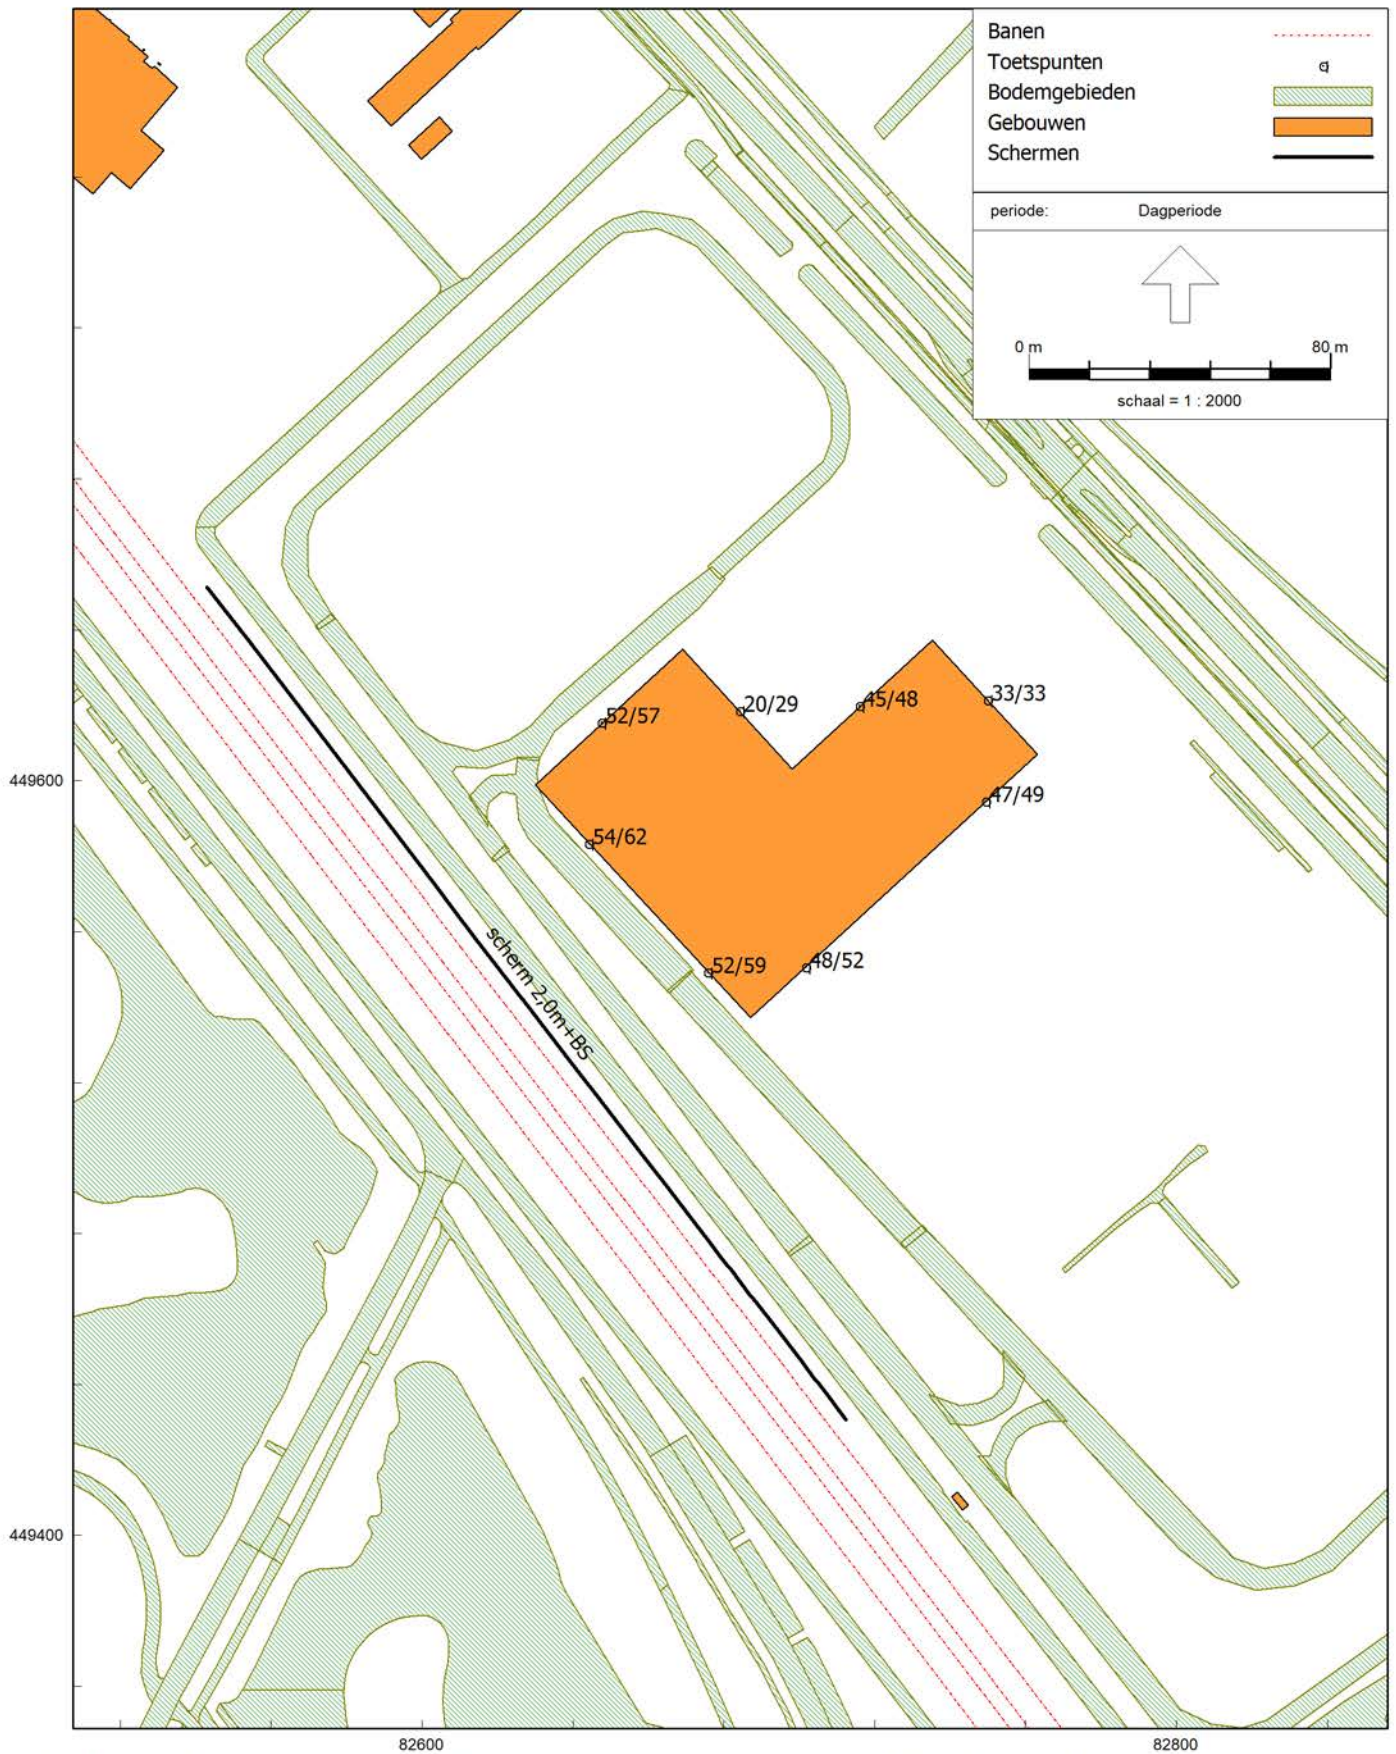 Banen
Toetspunten
Bodemgebieden
Gebouwen
Schermen
periode: Dagperiode
0 m 80 m
schaal = 1 : 2000
33/33
45/48
20/29
52/57
449600
47/49
54/62
scherm 2,0m+BS
48/52
52/59
449400
82600 82800